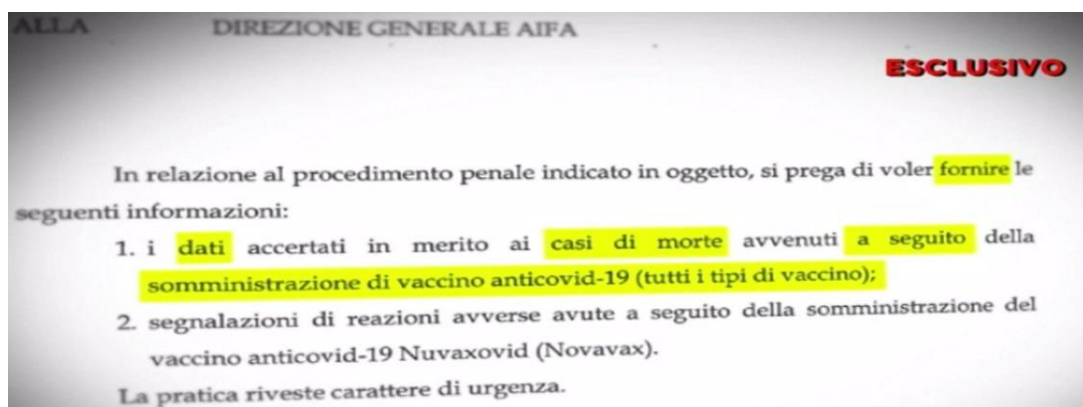 ALLA DIREZIONE GENERALE AIFA
ESCLUSIVO
In relazione al procedimento penale indicato in oggetto, si prega di voler fornire le
seguenti informazioni:
1. i dati accertati in merito ai casi di morte avvenuti a seguito della
somministrazione di vaccino anticovid-19 (tutti i tipi di vaccino);
2. segnalazioni di reazioni avverse avute a seguito della somministrazione del
vaccino anticovid-19 Nuvaxovid (Novavax).
La pratica riveste carattere di urgenza.